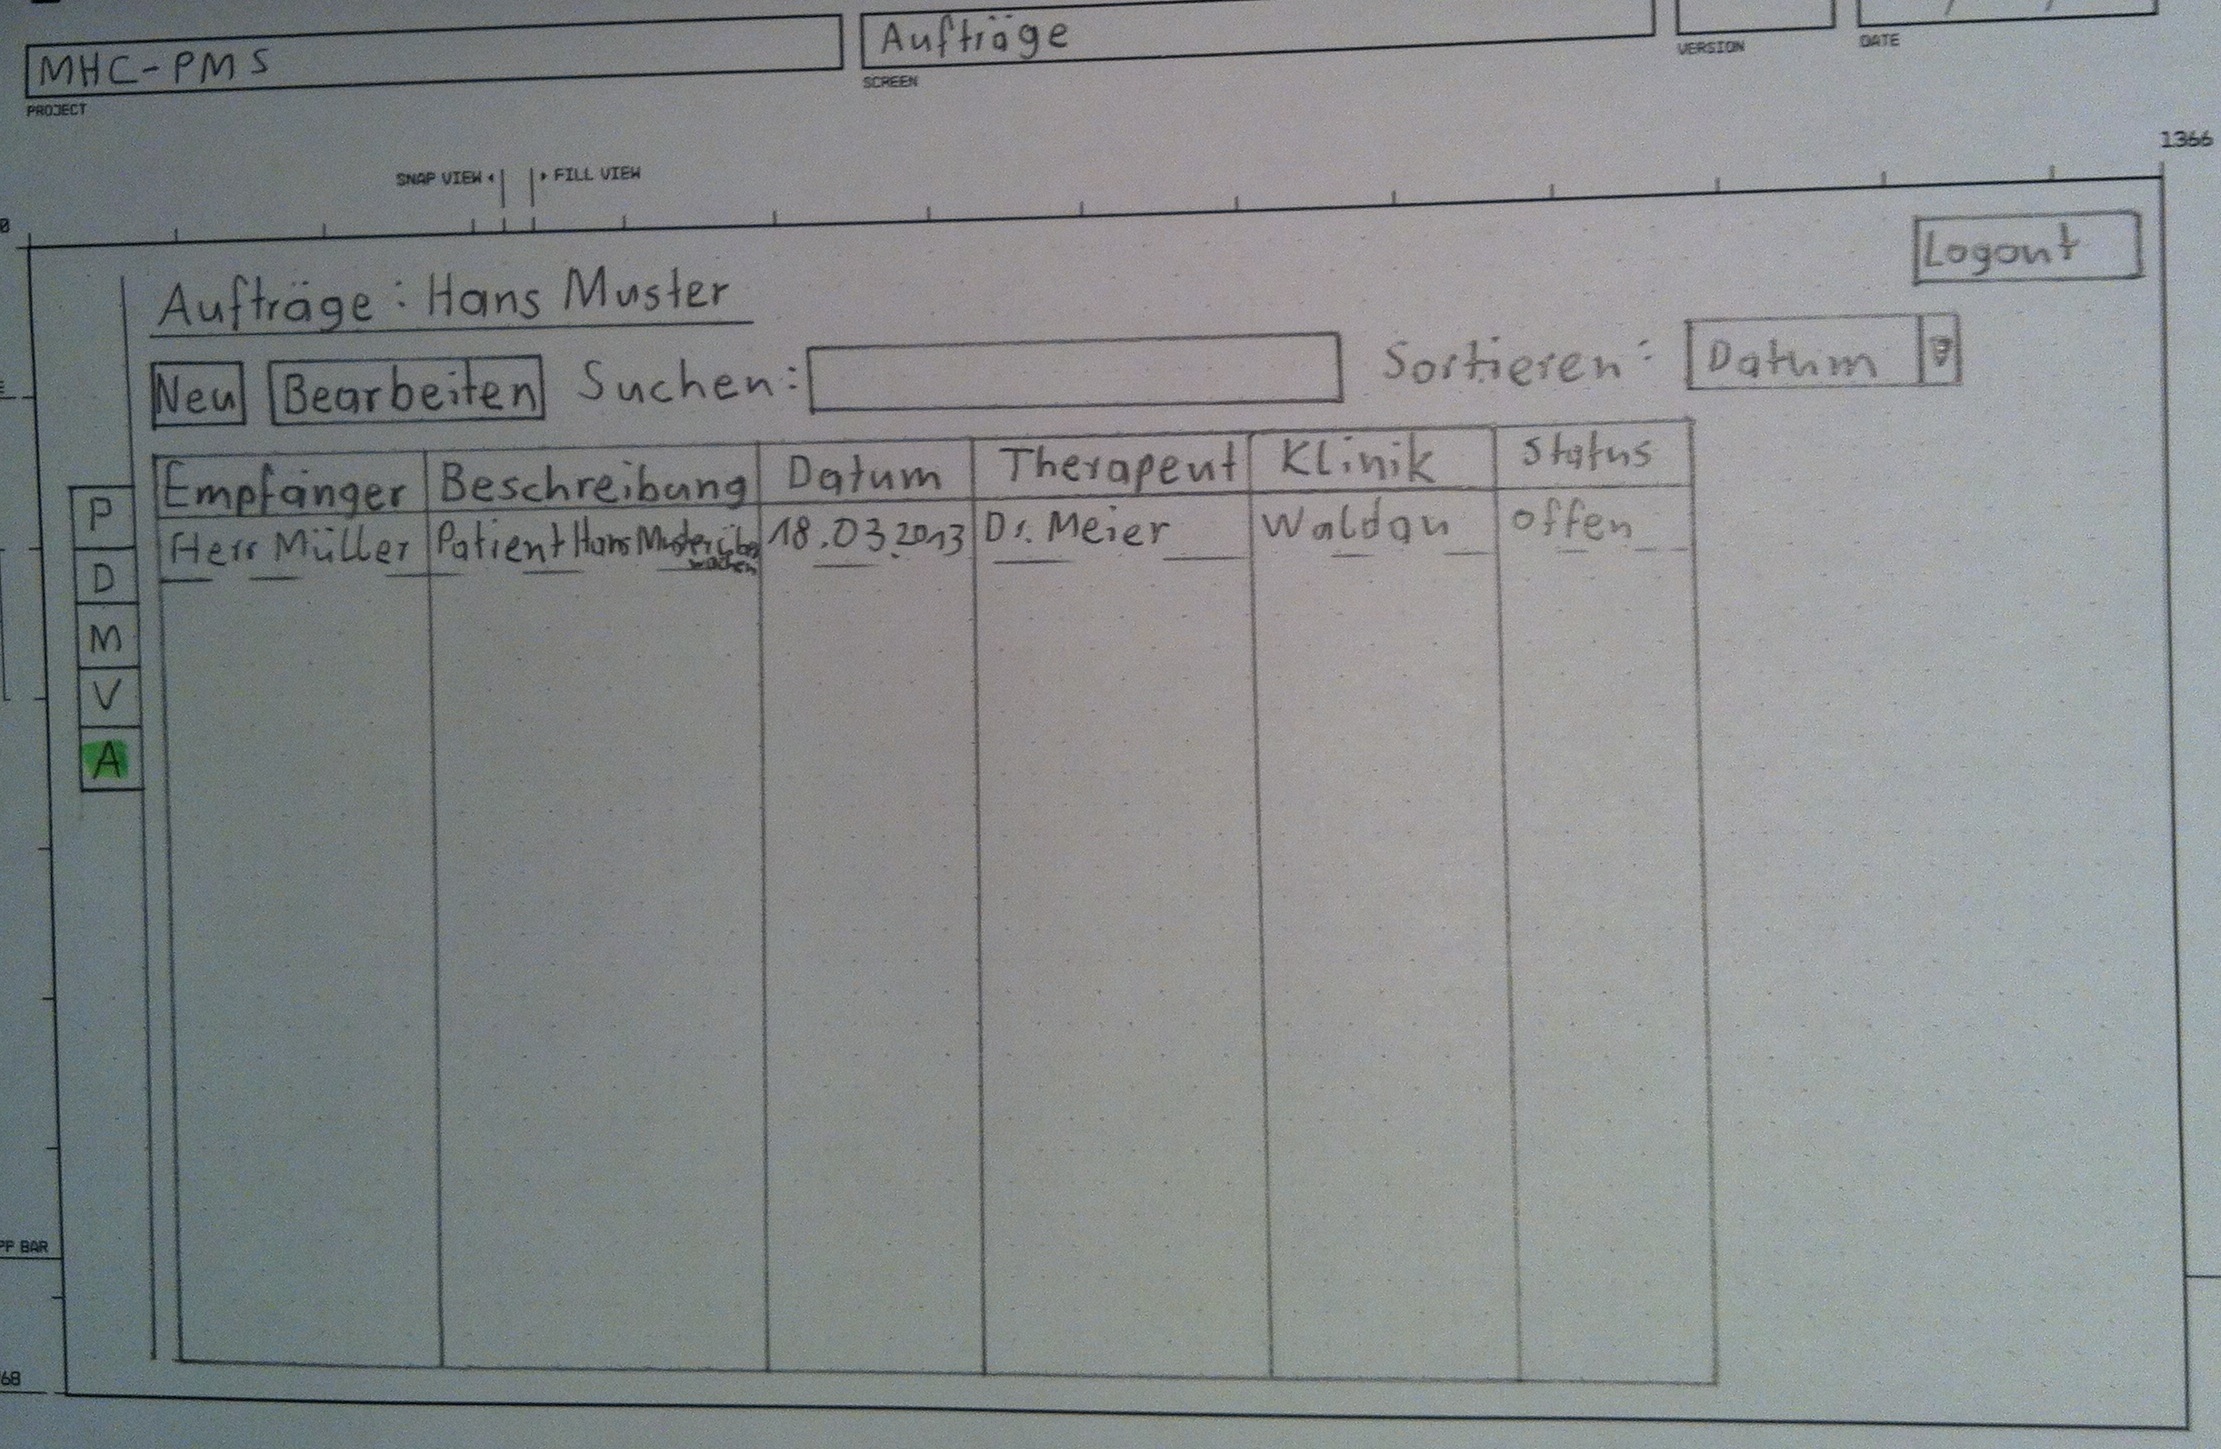 MHC-PMS
Aufträge
PROJECT
SCREEN
VERSION
DATE
1366
SNAP VIEW
FILL VIEW
0
Logout
Aufträge: Hans Muster
Neu Bearbeiten Suchen: Sortieren: Datum
Empfänger Beschreibung Datum Therapeut Klinik Status
Herr Müller Patient Hans Muster überwachen 18.03.2013 Dr. Meier Waldau offen
P
D
M
V
A
PP BAR
68